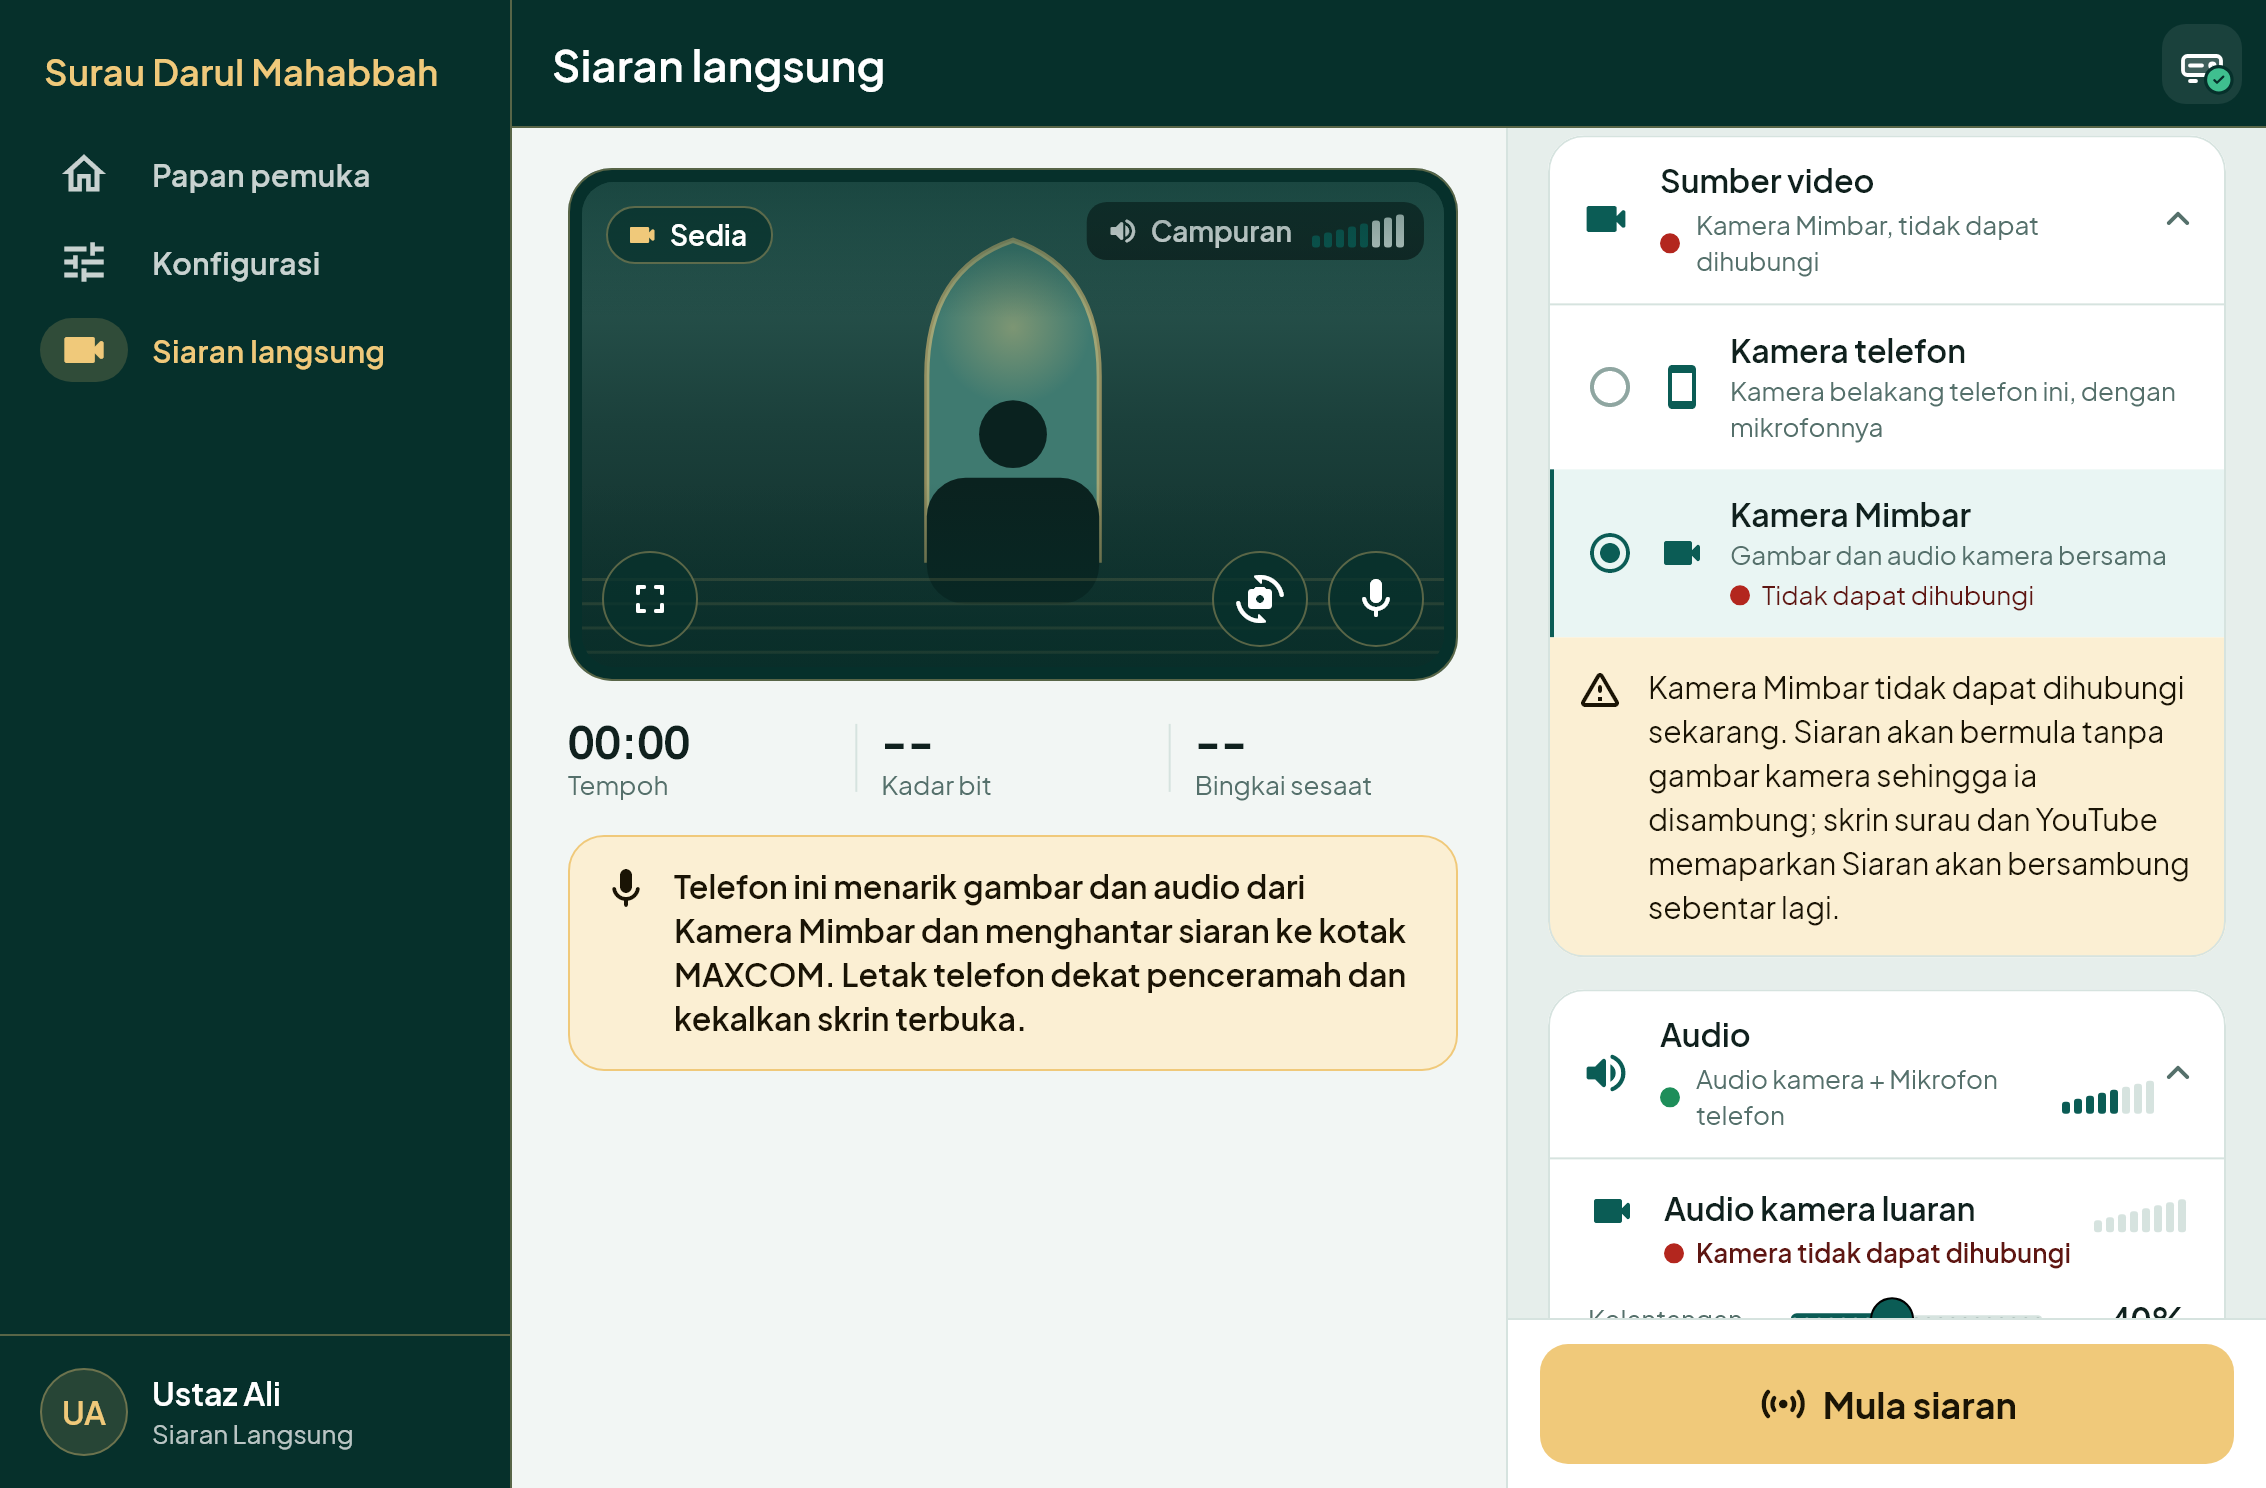 Surau Darul Mahabbah
Papan pemuka
Konfigurasi
Siaran langsung
UA
Ustaz Ali
Siaran Langsung
Siaran langsung
Sedia
Campuran
00:00
Tempoh
--
Kadar bit
--
Bingkai sesaat
Telefon ini menarik gambar dan audio dari
Kamera Mimbar dan menghantar siaran ke kotak
MAXCOM. Letak telefon dekat penceramah dan
kekalkan skrin terbuka.
Sumber video
Kamera Mimbar, tidak dapat
dihubungi
Kamera telefon
Kamera belakang telefon ini, dengan
mikrofonnya
Kamera Mimbar
Gambar dan audio kamera bersama
Tidak dapat dihubungi
Kamera Mimbar tidak dapat dihubungi
sekarang. Siaran akan bermula tanpa
gambar kamera sehingga ia
disambung; skrin surau dan YouTube
memaparkan Siaran akan bersambung
sebentar lagi.
Audio
Audio kamera + Mikrofon
telefon
Audio kamera luaran
Kamera tidak dapat dihubungi
40%
Mula siaran